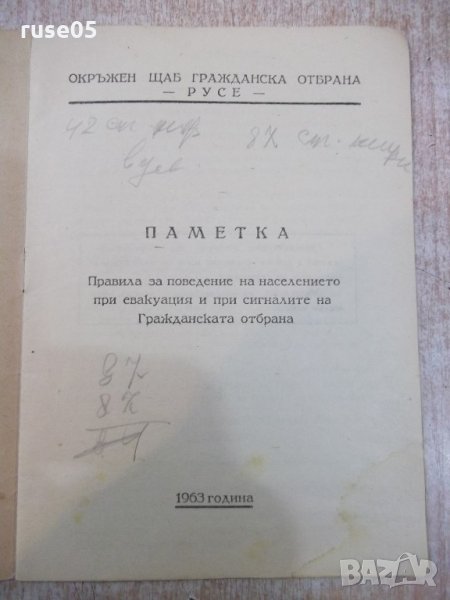 ruse05
ОКРЪЖЕН ЩАБ ГРАЖДАНСКА ОТБРАНА
— РУСЕ —
ПАМЕТКА
Правила за поведение на населението
при евакуация и при сигналите на
Гражданската отбрана
1963 година
BAZAR